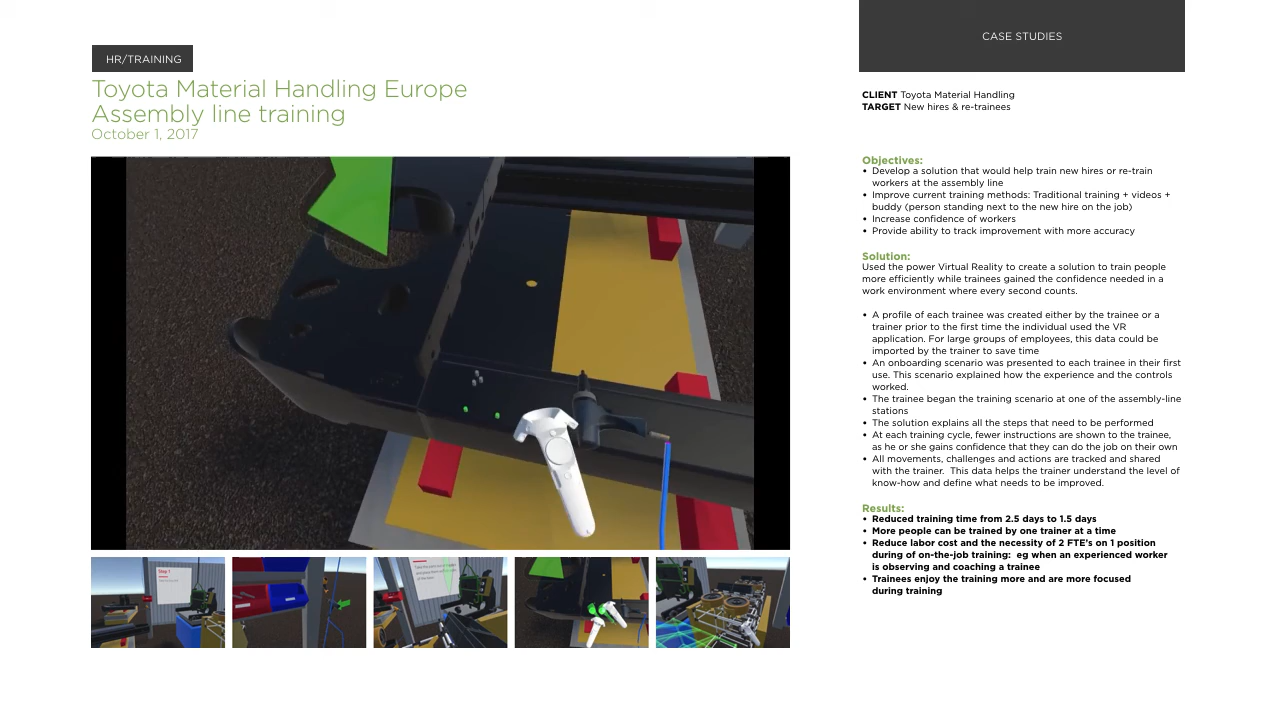 CASE STUDIES
HR/TRAINING
Toyota Material Handling Europe
Assembly line training
October 1, 2017
CLIENT Toyota Material Handling
TARGET New hires & re-trainees
Objectives:
• Develop a solution that would help train new hires or re-train
workers at the assembly line
• Improve current training methods: Traditional training + videos +
buddy (person standing next to the new hire on the job)
• Increase confidence of workers
• Provide ability to track improvement with more accuracy
Solution:
Used the power Virtual Reality to create a solution to train people
more efficiently while trainees gained the confidence needed in a
work environment where every second counts.
• A profile of each trainee was created either by the trainee or a
trainer prior to the first time the individual used the VR
application. For large groups of employees, this data could be
imported by the trainer to save time
• An onboarding scenario was presented to each trainee in their first
use. This scenario explained how the experience and the controls
worked.
• The trainee began the training scenario at one of the assembly-line
stations
• The solution explains all the steps that need to be performed
• At each training cycle, fewer instructions are shown to the trainee,
as he or she gains confidence that they can do the job on their own
• All movements, challenges and actions are tracked and shared
with the trainer.  This data helps the trainer understand the level of
know-how and define what needs to be improved.
Results:
• Reduced training time from 2.5 days to 1.5 days
• More people can be trained by one trainer at a time
• Reduce labor cost and the necessity of 2 FTE's on 1 position
during of on-the-job training:  eg when an experienced worker
is observing and coaching a trainee
• Trainees enjoy the training more and are more focused
during training
Step 1